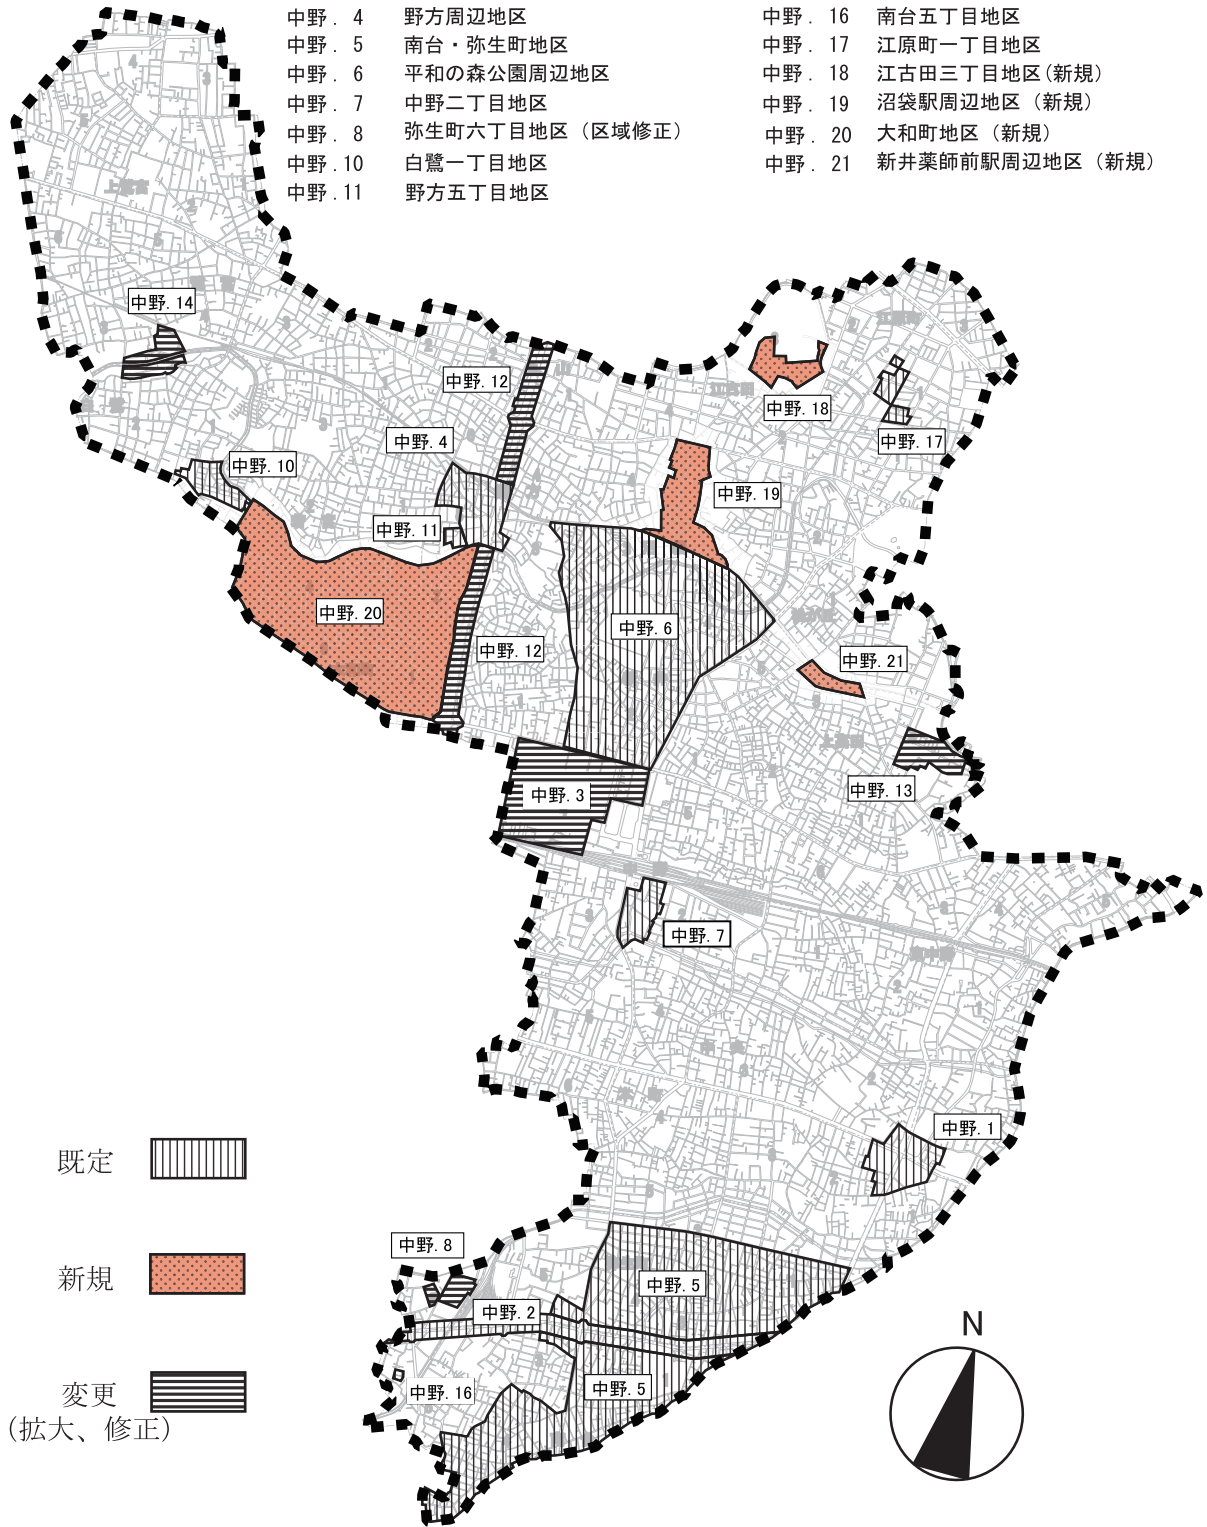 中野. 4 野方周辺地区
中野. 5 南台・弥生町地区
中野. 6 平和の森公園周辺地区
中野. 7 中野二丁目地区
中野. 8 弥生町六丁目地区（区域修正）
中野.10 白鷺一丁目地区
中野.11 野方五丁目地区
中野. 16 南台五丁目地区
中野. 17 江原町一丁目地区
中野. 18 江古田三丁目地区(新規)
中野. 19 沼袋駅周辺地区（新規）
中野. 20 大和町地区（新規）
中野. 21 新井薬師前駅周辺地区（新規）
中野.14
中野.12
中野.18
中野.4
中野.17
中野.10
中野.19
中野.11
中野.20
中野.6
中野.12
中野.21
中野.13
中野.3
中野.7
中野.1
既定
新規
変更
(拡大、修正)
中野.8
中野.5
中野.2
中野.5
中野.16
N